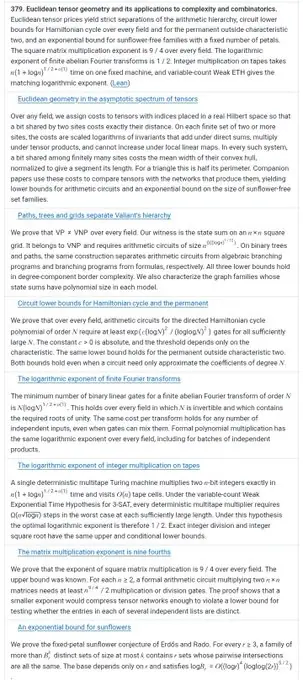 379. Euclidean tensor geometry and its applications to complexity and combinatorics.
Euclidean tensor prices yield strict separations of the arithmetic hierarchy, circuit lower
bounds for Hamiltonian cycle over every field and for the permanent outside characteristic
two, and an exponential bound for sunflower-free families with a fixed number of petals.
The square matrix multiplication exponent is 9 / 4 over every field. The logarithmic
exponent of finite abelian Fourier transforms is 1 / 2. Integer multiplication on tapes takes
n(1 + log n)^{1/2+o(1)} time on one fixed machine, and variable-count Weak ETH gives the
matching logarithmic exponent. (Lean)
Euclidean geometry in the asymptotic spectrum of tensors
Over any field, we assign costs to tensors with indices placed in a real Hilbert space so that
a bit shared by two sites costs exactly their distance. On each finite set of two or more
sites, the costs are scaled logarithms of invariants that add under direct sums, multiply
under tensor products, and cannot increase under local linear maps. In every such system,
a bit shared among finitely many sites costs the mean width of their convex hull,
normalized to give a segment its length. For a triangle this is half its perimeter. Companion
papers use these costs to compare tensors with the networks that produce them, yielding
lower bounds for arithmetic circuits and an exponential bound on the size of sunflower-free
set families.
Paths, trees and grids separate Valiant's hierarchy
We prove that VP ≠ VNP over every field. Our witness is the state sum on an n × n square
grid. It belongs to VNP and requires arithmetic circuits of size
On binary trees
and paths, the same construction separates arithmetic circuits from algebraic branching
programs and branching programs from formulas, respectively. All three lower bounds hold
in degree-component border complexity. We also characterize the graph families whose
state sums have polynomial size in each model.
Circuit lower bounds for Hamiltonian cycle and the permanent
We prove that over every field, arithmetic circuits for the directed Hamiltonian cycle
polynomial of order N require at least exp{c(log N)² / (log log N)²} gates for all sufficiently
large N. The constant c > 0 is absolute, and the threshold depends only on the
characteristic. The same lower bound holds for the permanent outside characteristic two.
Both bounds hold even when a circuit need only approximate the coefficients of degree N.
The logarithmic exponent of finite Fourier transforms
The minimum number of binary linear gates for a finite abelian Fourier transform of order N
is N(log N)^{1/2+o(1)}. This holds over every field in which N is invertible and which contains
the required roots of unity. The same cost per transform holds for any number of
independent inputs, even when gates can mix them. Formal polynomial multiplication has
the same logarithmic exponent over every field, including for batches of independent
products.
The logarithmic exponent of integer multiplication on tapes
A single deterministic multitape Turing machine multiplies two n-bit integers exactly in
n(1 + log n)^{1/2+o(1)} time and visits O(n) tape cells. Under the variable-count Weak
Exponential Time Hypothesis for 3-SAT, every deterministic multitape multiplier requires
Ω(n√log n) steps in the worst case at each sufficiently large length. Under this hypothesis
the optimal logarithmic exponent is therefore 1 / 2. Exact integer division and integer
square root have the same upper and conditional lower bounds.
The matrix multiplication exponent is nine fourths
We prove that the exponent of square matrix multiplication is 9 / 4 over every field. The
upper bound was known. For each n ≥ 2, a formal arithmetic circuit multiplying two n × n
matrices needs at least n^{9/4} / 2 multiplication or division gates. The proof shows that a
smaller exponent would compress tensor networks enough to violate a lower bound for
testing whether the entries in each of several independent lists are distinct.
An exponential bound for sunflowers
We prove the fixed-petal sunflower conjecture of Erdős and Rado. For every r ≥ 3, a family of
more than B_r^k distinct sets of size at most k contains r sets whose pairwise intersections
are all the same. The base depends only on r and satisfies